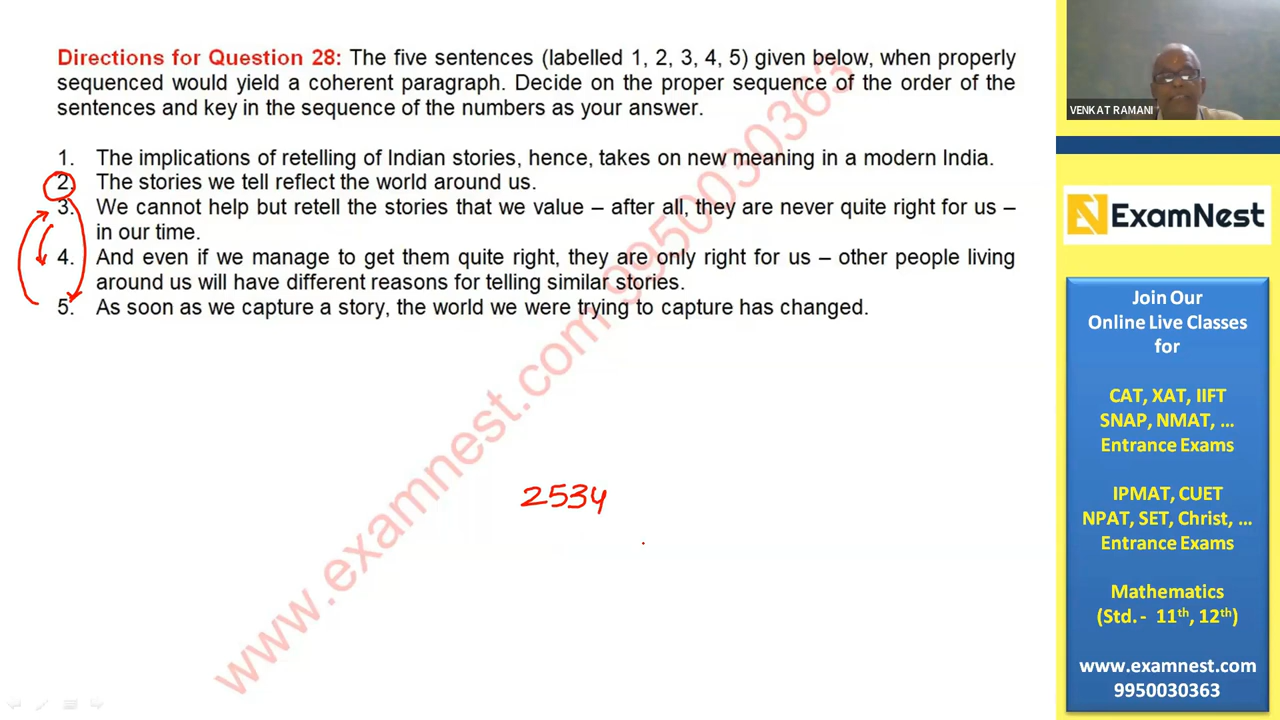 Directions for Question 28: The five sentences (labelled 1, 2, 3, 4, 5) given below, when properly
sequenced would yield a coherent paragraph. Decide on the proper sequence of the order of the
sentences and key in the sequence of the numbers as your answer.
1. The implications of retelling of Indian stories, hence, takes on new meaning in a modern India.
2. The stories we tell reflect the world around us.
3. We cannot help but retell the stories that we value – after all, they are never quite right for us –
in our time.
4. And even if we manage to get them quite right, they are only right for us – other people living
around us will have different reasons for telling similar stories.
5. As soon as we capture a story, the world we were trying to capture has changed.
2534
www.examnest.com 9950030363
VENKAT RAMANI
ExamNest
Join Our
Online Live Classes
for
CAT, XAT, IIFT
SNAP, NMAT, ...
Entrance Exams
IPMAT, CUET
NPAT, SET, Christ, ...
Entrance Exams
Mathematics
(Std. - 11th, 12th)
www.examnest.com
9950030363